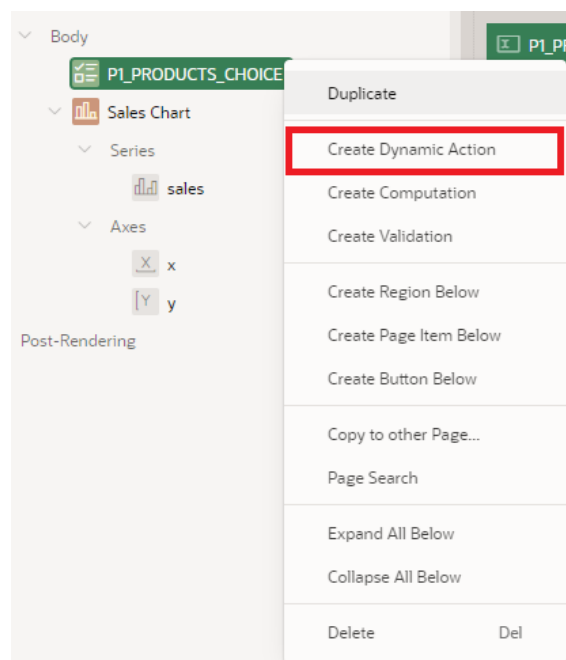 Body
P1_PRODUCTS_CHOICE
Sales Chart
Series
sales
Axes
X x
Y y
Post-Rendering
P1_PR
Duplicate
Create Dynamic Action
Create Computation
Create Validation
Create Region Below
Create Page Item Below
Create Button Below
Copy to other Page...
Page Search
Expand All Below
Collapse All Below
Delete Del